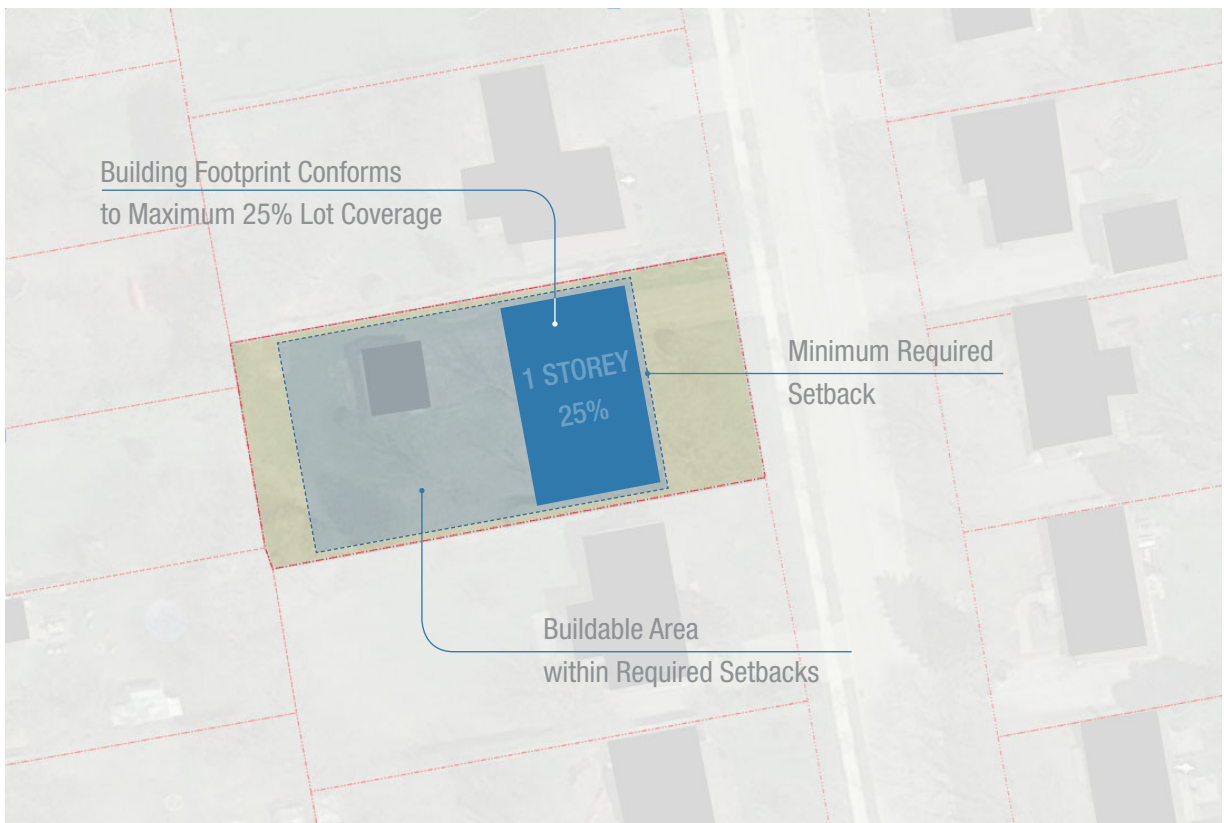 Building Footprint Conforms
to Maximum 25% Lot Coverage
1 STOREY
25%
Minimum Required
Setback
Buildable Area
within Required Setbacks